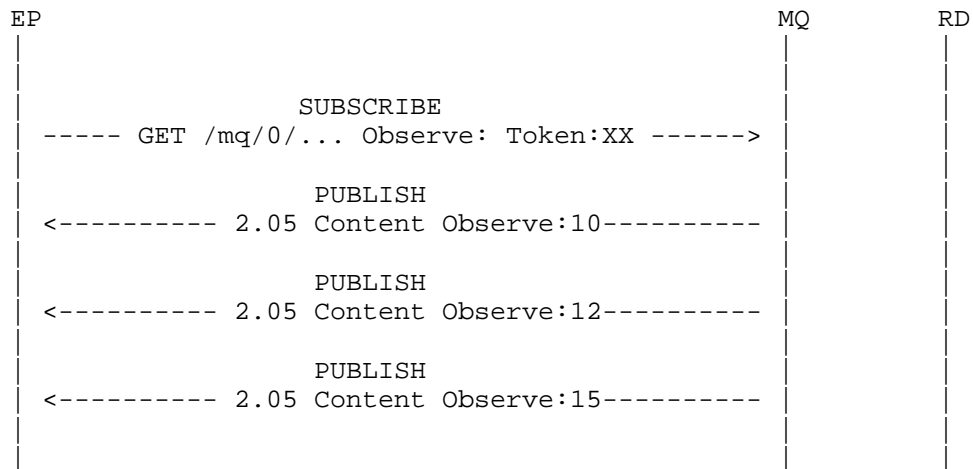 EP MQ RD
SUBSCRIBE
----- GET /mq/0/... Observe: Token:XX ------>
PUBLISH
<---------- 2.05 Content Observe:10----------
PUBLISH
<---------- 2.05 Content Observe:12----------
PUBLISH
<---------- 2.05 Content Observe:15----------